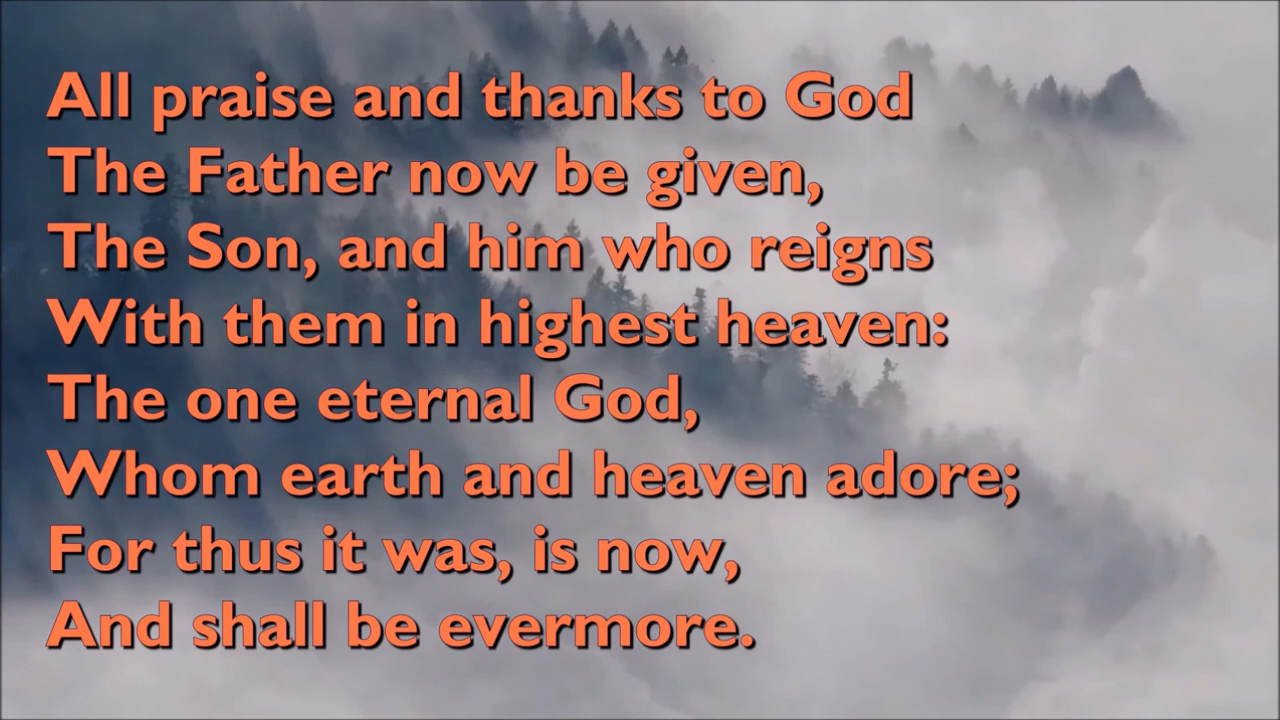 All praise and thanks to God
The Father now be given,
The Son, and him who reigns
With them in highest heaven:
The one eternal God,
Whom earth and heaven adore;
For thus it was, is now,
And shall be evermore.